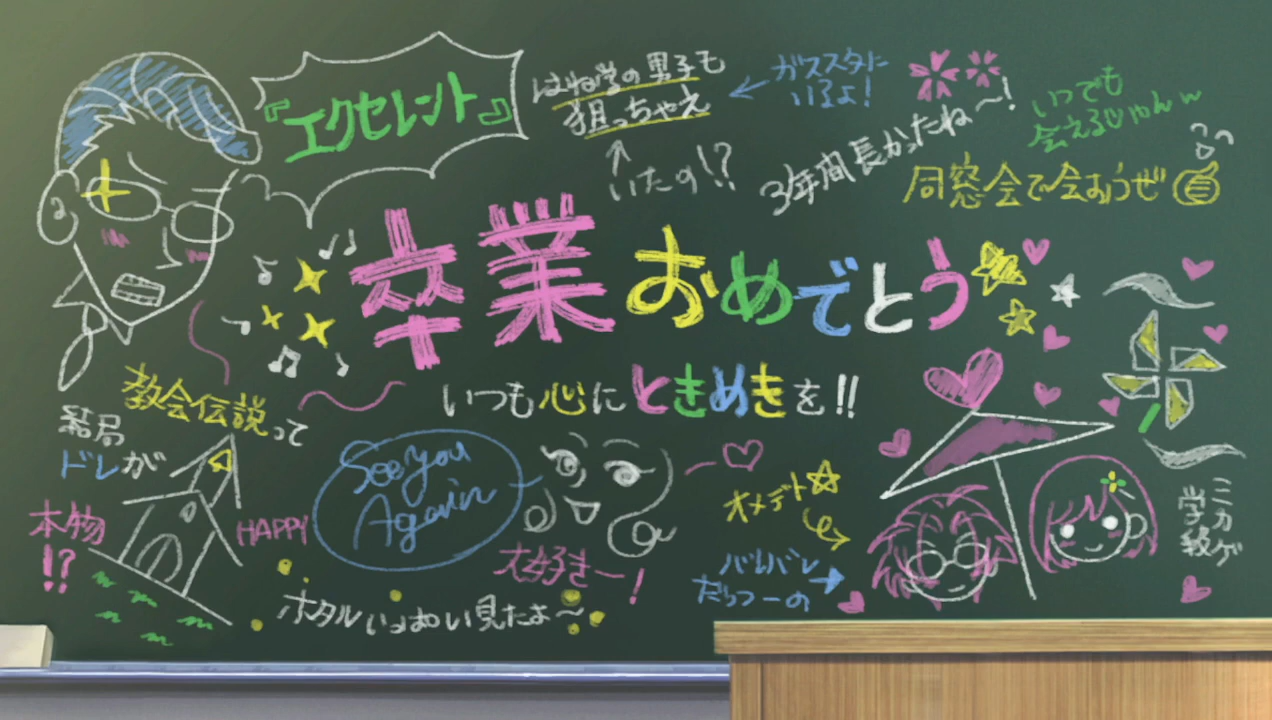 『エクセレント』
はね学の男子も
狙っちゃえ
ガススタに
いるよ!
いたの!?
3年間長かったね〜!
いつでも
会えるじゃんw
同窓会で会おうぜ
卒業おめでとう
いつも心にときめきを!!
教会伝説って
結局
ドレが
本物
!?
HAPPY
See you
Again
大好き〜!
ホタルいっぱい見たよ〜
オメデト
バレバレ
だっつーの
学級